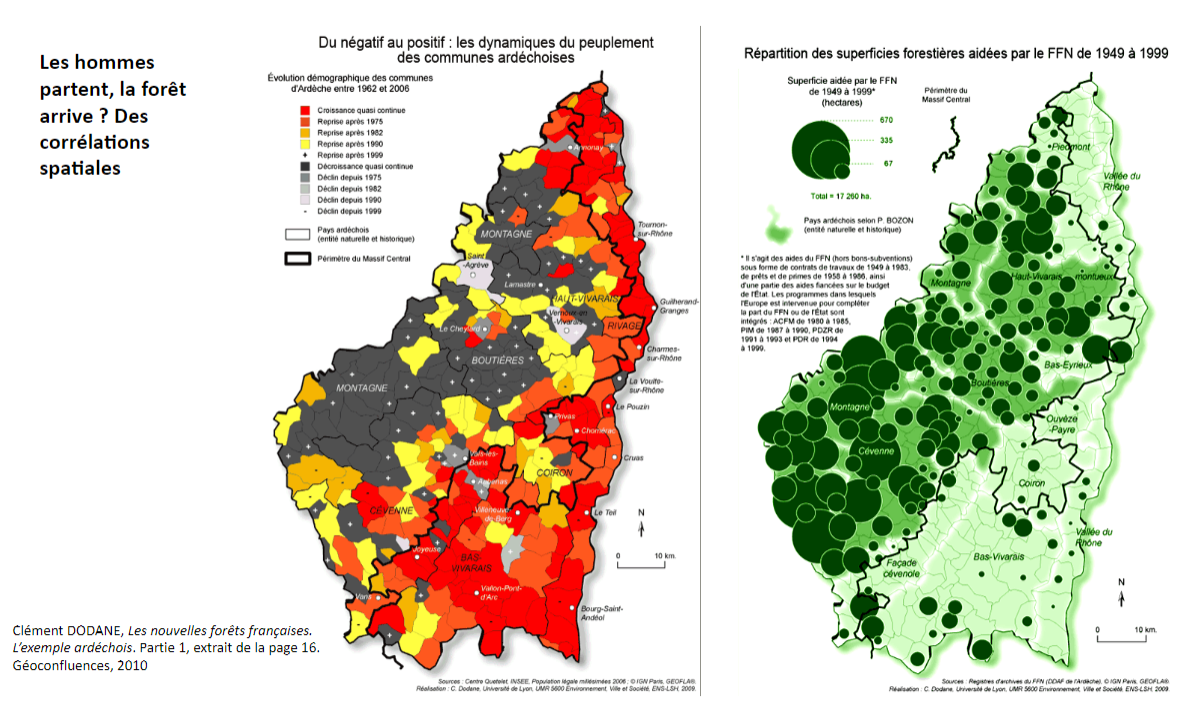 Les hommes
partent, la forêt
arrive ? Des
corrélations
spatiales
Clément DODANE, Les nouvelles forêts françaises.
L'exemple ardéchois. Partie 1, extrait de la page 16.
Géoconfluences, 2010
Du négatif au positif : les dynamiques du peuplement
des communes ardéchoises
Évolution démographique des communes
d'Ardèche entre 1962 et 2006
Croissance quasi continue
Reprise après 1975
Reprise après 1982
Reprise après 1990
+ Reprise après 1999
Décroissance quasi continue
Déclin depuis 1975
Déclin depuis 1982
Déclin depuis 1990
- Déclin depuis 1999
Pays ardéchois
(entité naturelle et historique)
Périmètre du Massif Central
Annonay
Tournon-
sur-Rhône
MONTAGNE
Saint-
Agrève
Lamastre
HAUT-VIVARAIS
Vernoux-en-
Vivarais
Guilherand-
Granges
Le Cheylard
RIVAGE
BOUTIÈRES
Charmes-
sur-Rhône
MONTAGNE
La Voulte-
sur-Rhône
Privas
Le Pouzin
Chomérac
Vals-les-
Bains
Cruas
COIRON
Aubenas
CÉVENNE
Villeneuve-
de-Berg
Le Teil
Joyeuse
BAS-
VIVARAIS
Vallon-Pont-
d'Arc
Vans
Bourg-Saint-
Andéol
N
0 10 km.
Sources : Centre Quetelet, INSEE, Population légale millésimées 2006 ; © IGN Paris, GEOFLA®.
Réalisation : C. Dodane, Université de Lyon, UMR 5600 Environnement, Ville et Société, ENS-LSH, 2009.
Répartition des superficies forestières aidées par le FFN de 1949 à 1999
Superficie aidée par le FFN
de 1949 à 1999*
(hectares)
670
335
67
Total = 17 260 ha.
Périmètre du
Massif Central
Pays ardéchois selon P. BOZON
(entité naturelle et historique)
* Il s'agit des aides du FFN (hors bons-subventions)
sous forme de contrats de travaux de 1949 à 1983,
de prêts et de primes de 1958 à 1986, ainsi
d'une partie des aides fiancées sur le budget
de l'État. Les programmes dans lesquels
l'Europe est intervenue pour compléter
la part du FFN ou de l'État sont
intégrés : ACFM de 1980 à 1985,
PIM de 1987 à 1990, PDZR de
1991 à 1993 et PDR de 1994
à 1999.
Piedmont
Vallée du
Rhône
Montagne
Haut-Vivarais montueux
Bas-Eyrieux
Boutières
Montagne
Ouvèze
-Payre
Cévenne
Coiron
Vallée du
Rhône
Bas-Vivarais
Façade
cévenole
N
0 10 km.
Sources : Registres d'archives du FFN (DDAF de l'Ardèche). © IGN Paris, GEOFLA®.
Réalisation : C. Dodane, Université de Lyon, UMR 5600 Environnement, Ville et Société, ENS-LSH, 2009.